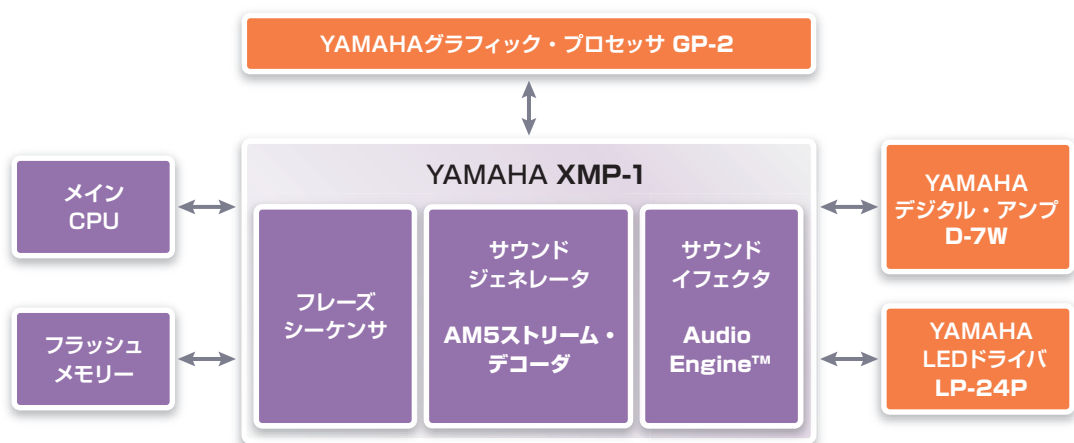 YAMAHAグラフィック・プロセッサ GP-2
YAMAHA XMP-1
メイン
CPU
フラッシュ
メモリー
フレーズ
シーケンサ
サウンド
ジェネレータ
AM5ストリーム・
デコーダ
サウンド
イフェクタ
Audio
Engine™
YAMAHA
デジタル・アンプ
D-7W
YAMAHA
LEDドライバ
LP-24P